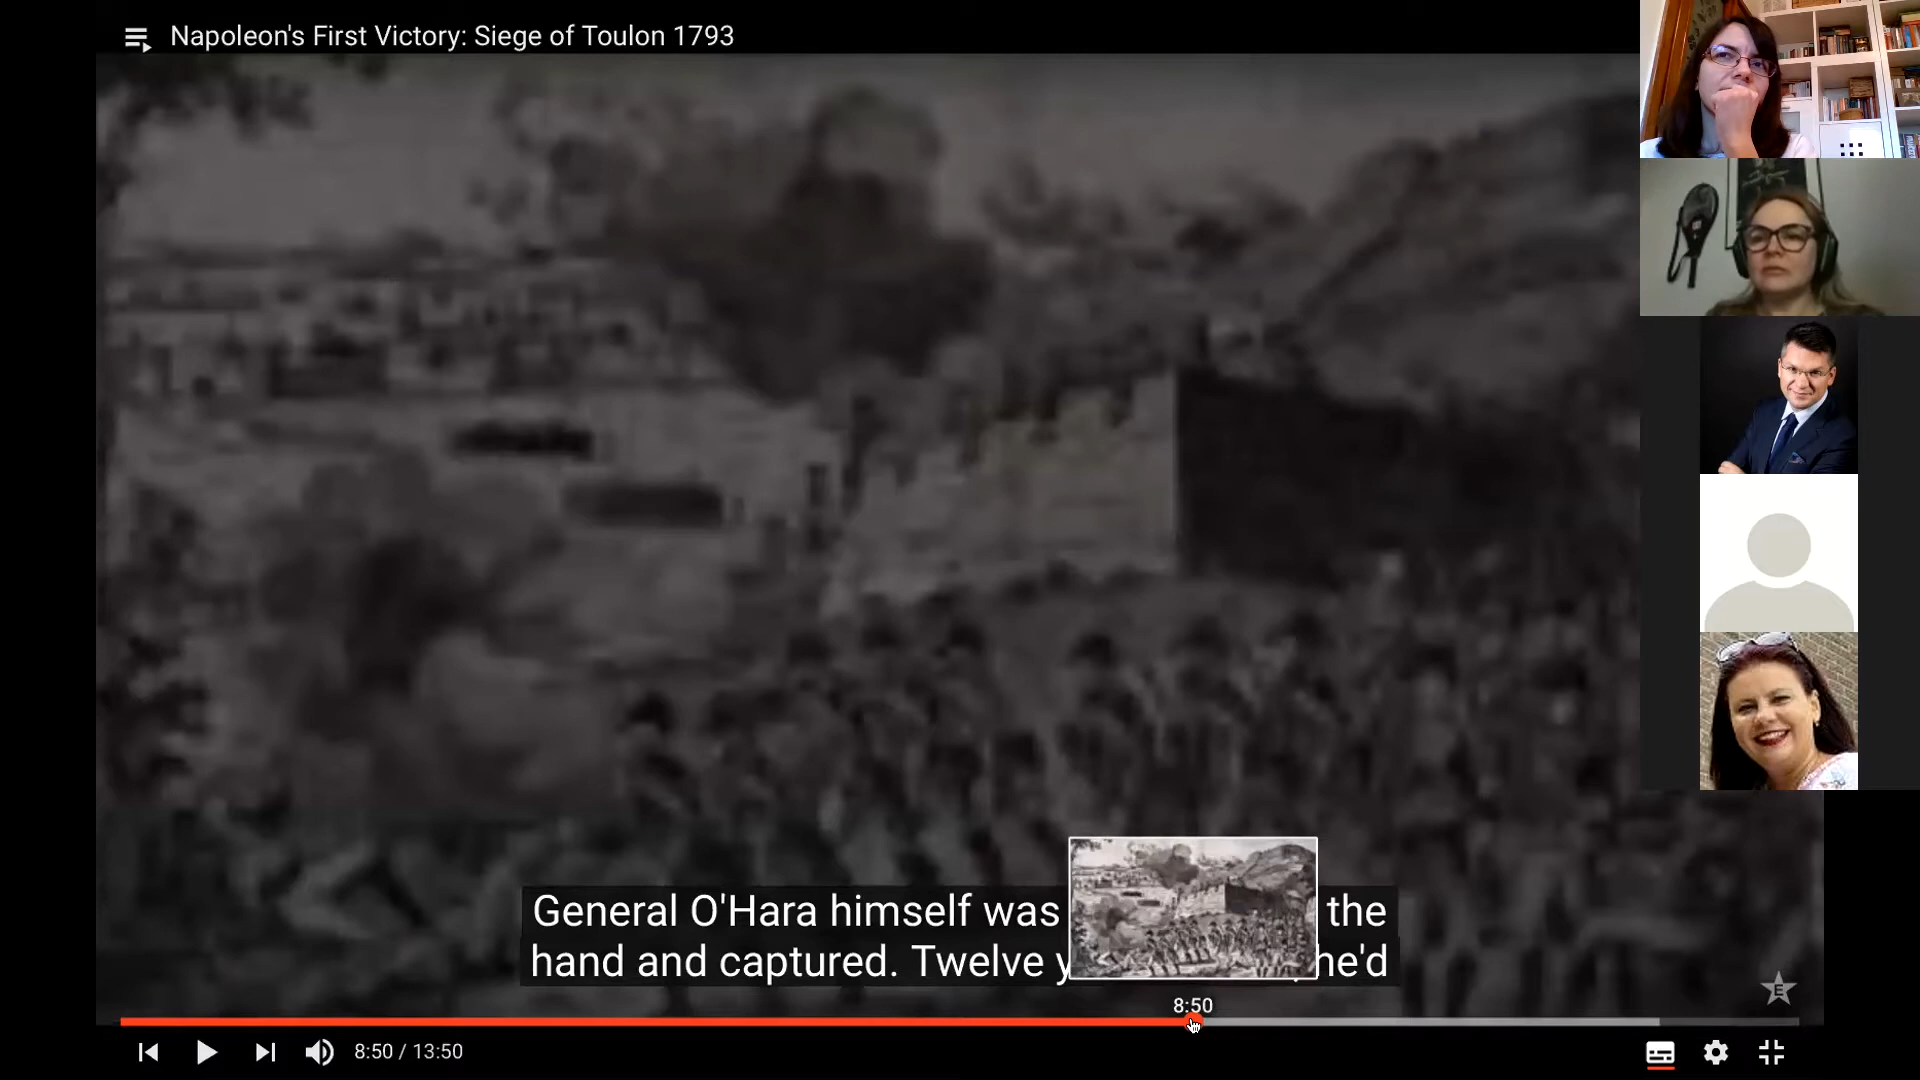 Napoleon's First Victory: Siege of Toulon 1793
General O'Hara himself was the
hand and captured. Twelve he'd
8:50
8:50 / 13:50
E